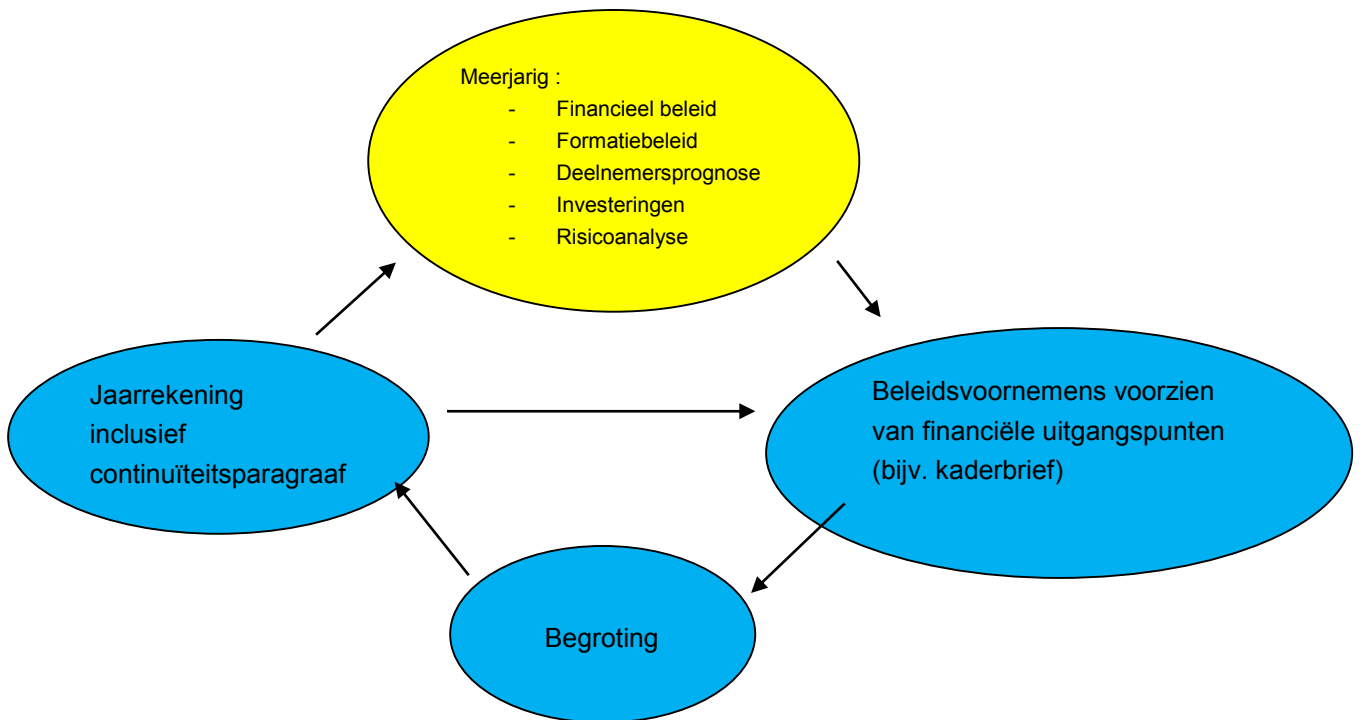 Meerjarig :
- Financieel beleid
- Formatiebeleid
- Deelnemersprognose
- Investeringen
- Risicoanalyse
Jaarrekening
inclusief
continuïteitsparagraaf
Beleidsvoornemens voorzien
van financiële uitgangspunten
(bijv. kaderbrief)
Begroting